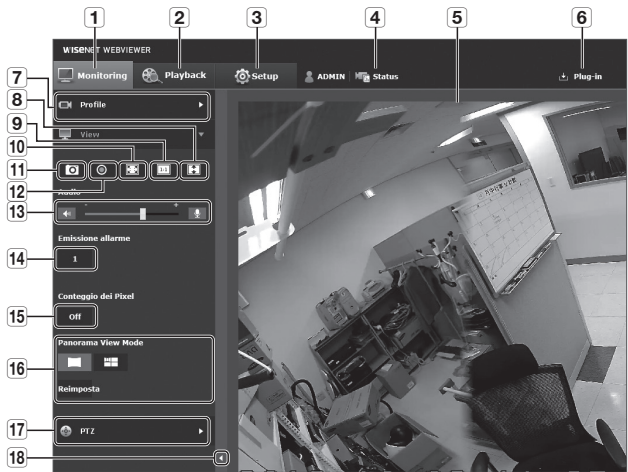 1 2 3 4 5 6
WISENET WEBVIEWER
Monitoring Playback Setup ADMIN Status Plug-in
7
Profile
8
View
9
10
1:1
11
12
Audio
13
- +
Emissione allarme
14
1
Conteggio dei Pixel
15
Off
Panorama View Mode
16
Reimposta
17
PTZ
18